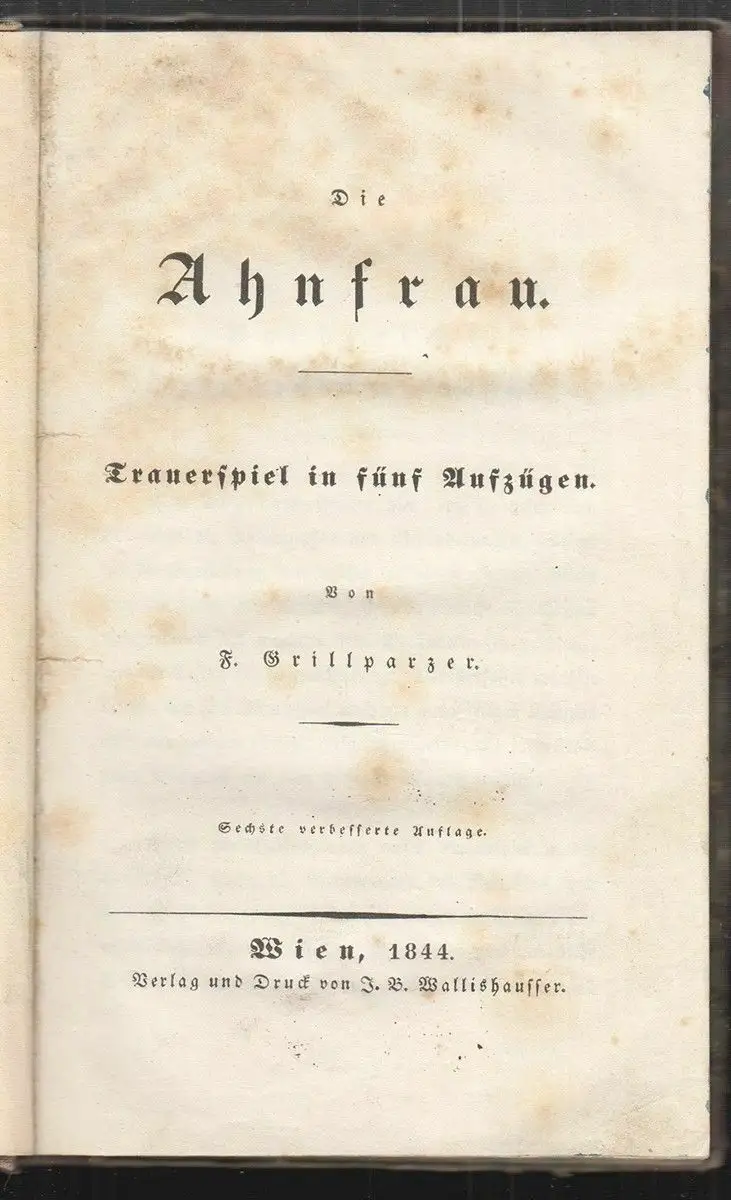 Die
Ahnfrau.
Trauerspiel in fünf Aufzügen.
Von
F. Grillparzer.
Sechste verbesserte Auflage.
Wien, 1844.
Verlag und Druck von J. B. Wallishausser.